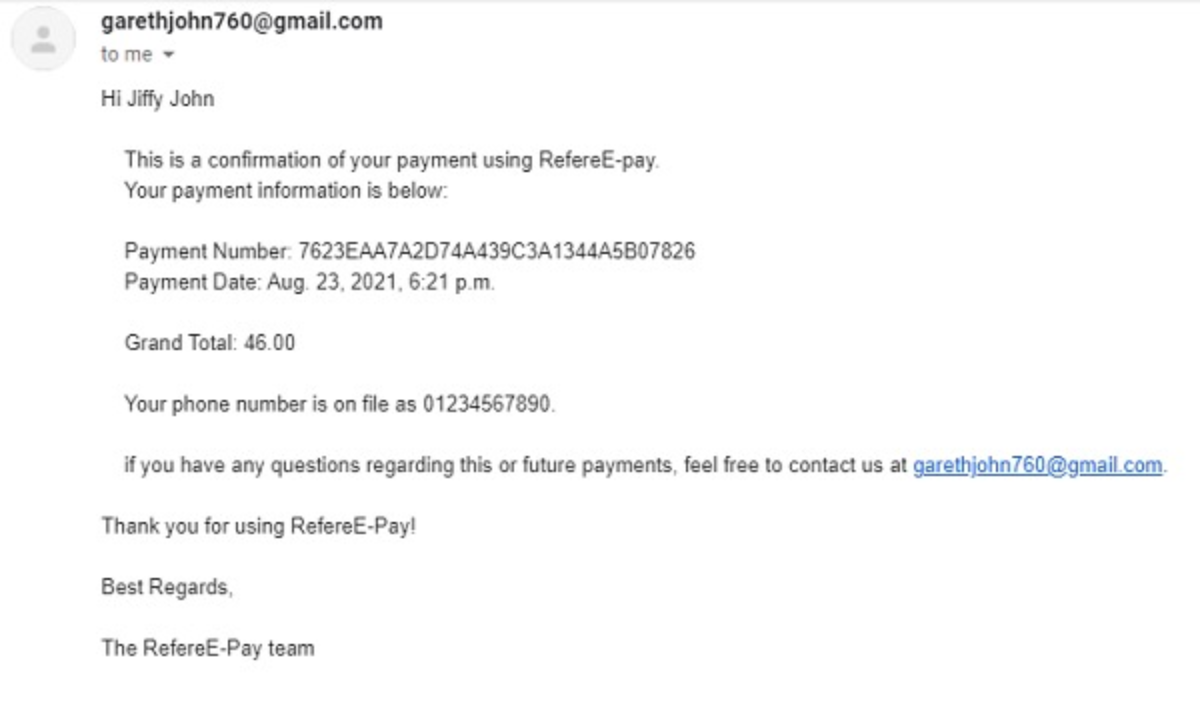 garethjohn760@gmail.com
to me
Hi Jiffy John
This is a confirmation of your payment using RefereE-pay.
Your payment information is below:
Payment Number: 7623EAA7A2D74A439C3A1344A5B07826
Payment Date: Aug. 23, 2021, 6:21 p.m.
Grand Total: 46.00
Your phone number is on file as 01234567890.
if you have any questions regarding this or future payments, feel free to contact us at garethjohn760@gmail.com.
Thank you for using RefereE-Pay!
Best Regards,
The RefereE-Pay team